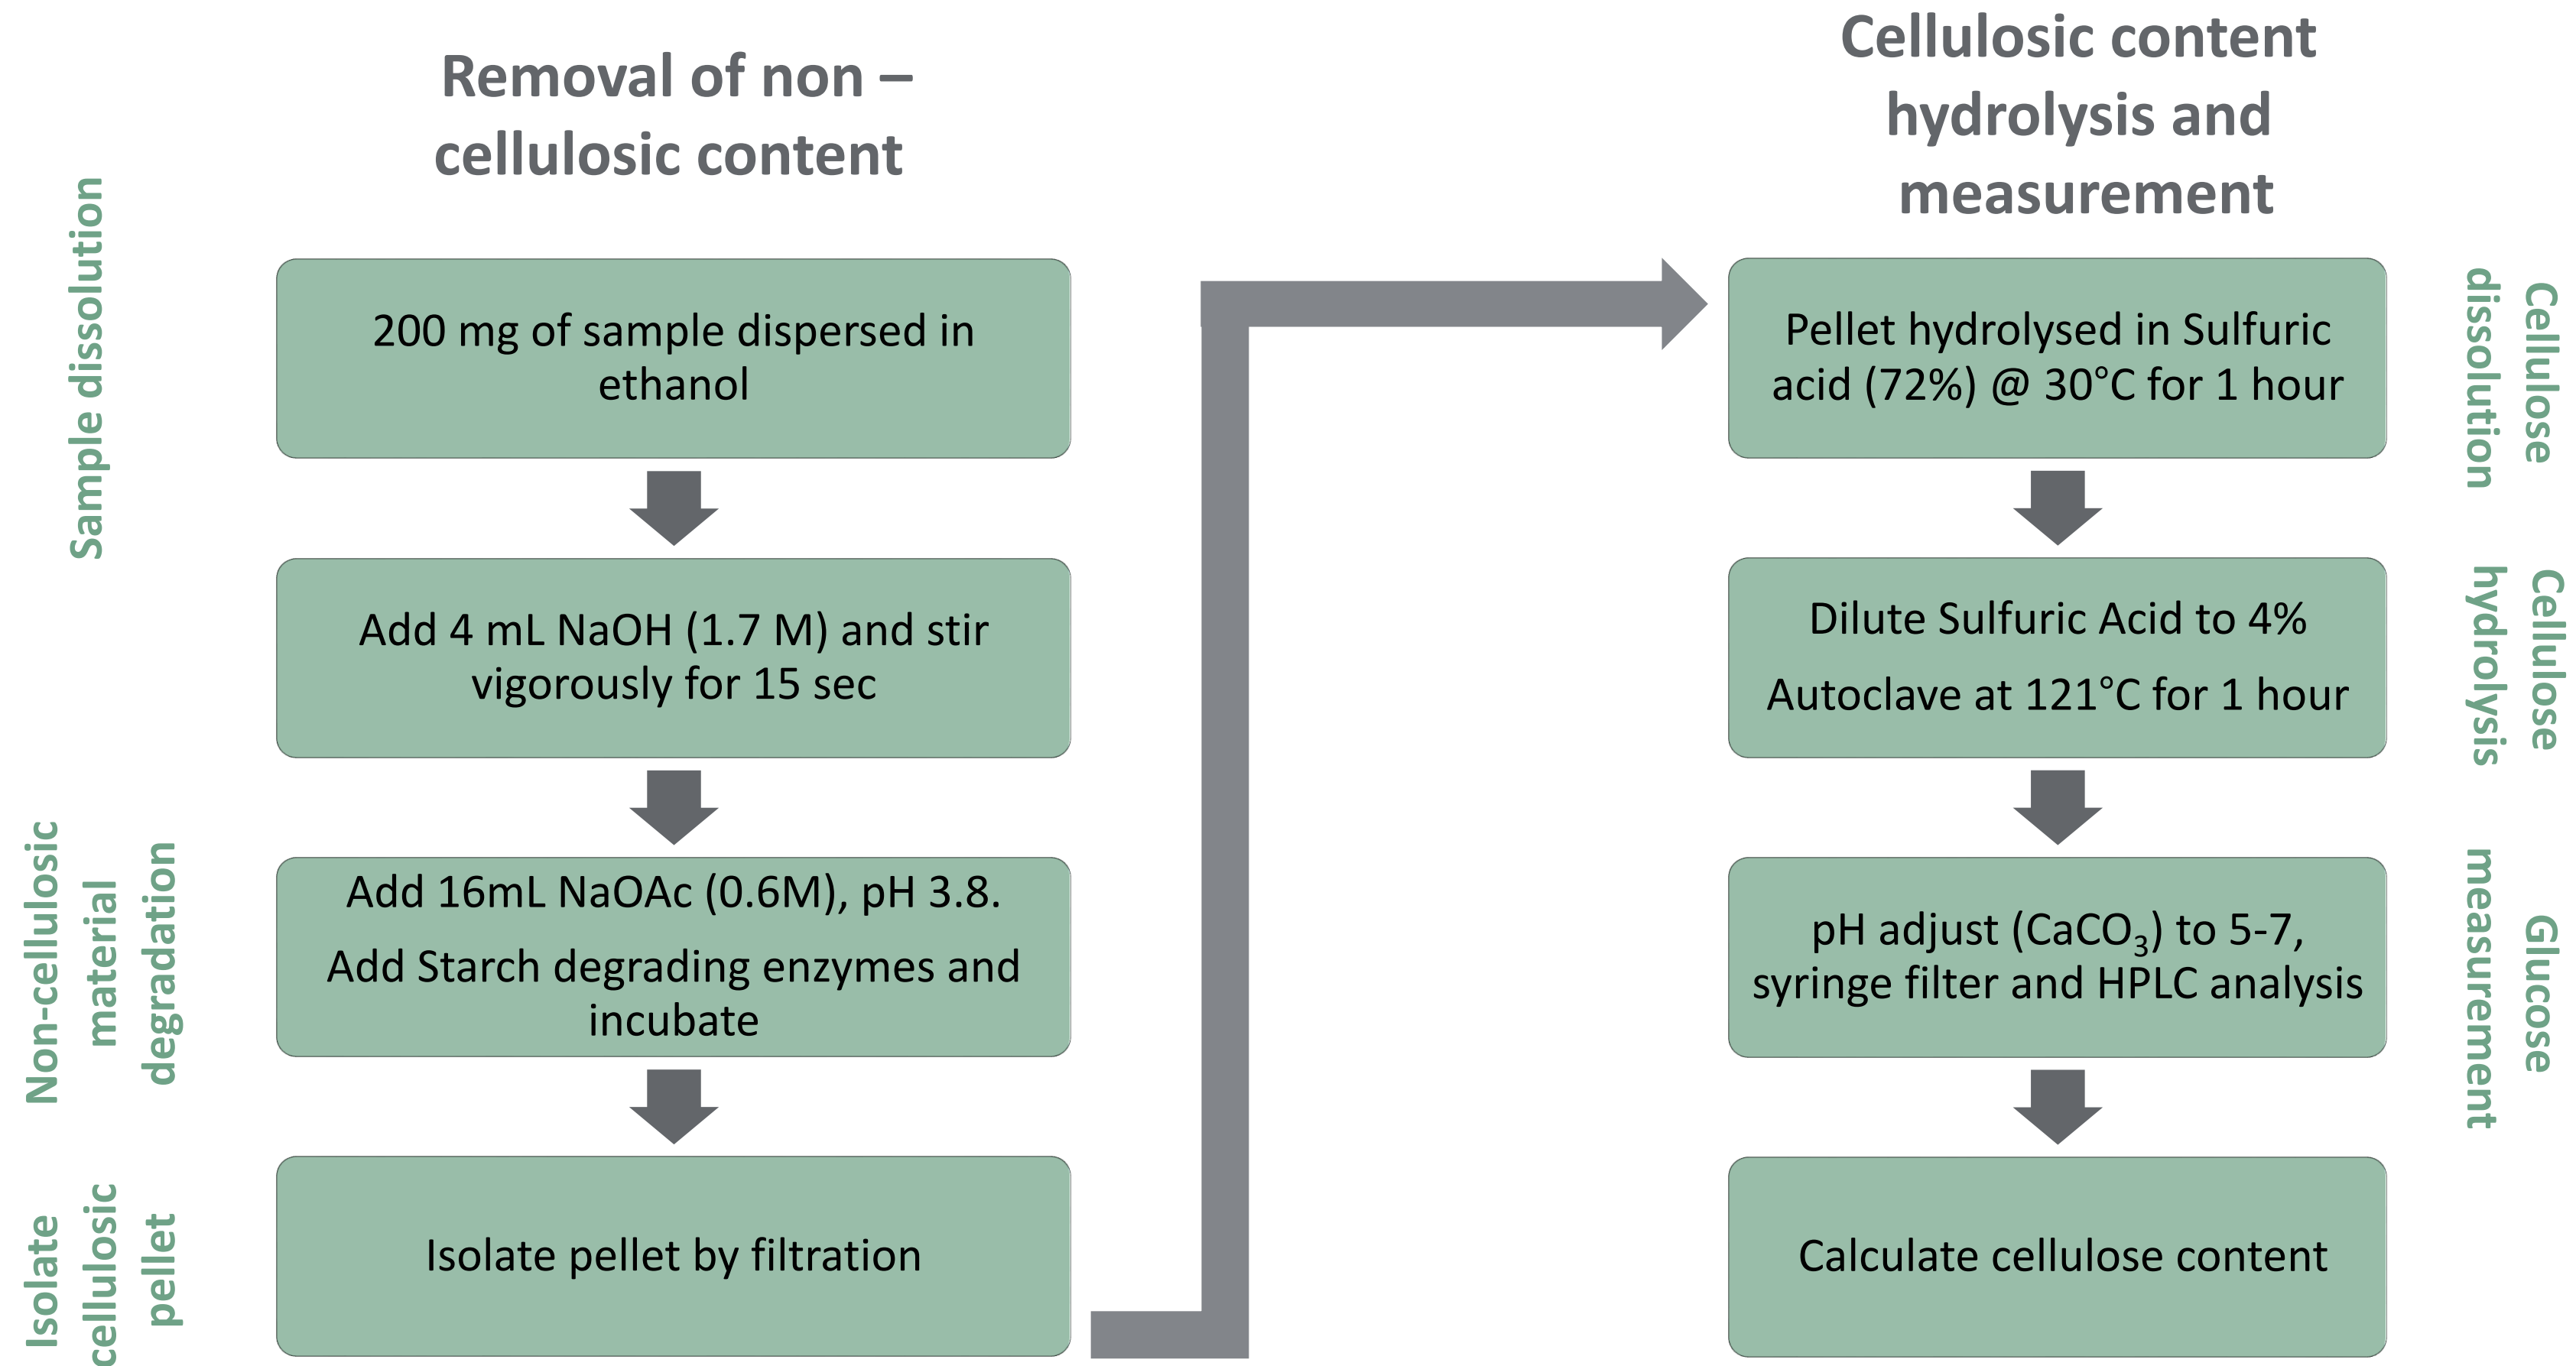 Removal of non –
cellulosic content
Sample dissolution
200 mg of sample dispersed in
ethanol
Add 4 mL NaOH (1.7 M) and stir
vigorously for 15 sec
Non-cellulosic
material
degradation
Add 16mL NaOAc (0.6M), pH 3.8.
Add Starch degrading enzymes and
incubate
Isolate
cellulosic
pellet
Isolate pellet by filtration
Cellulosic content
hydrolysis and
measurement
Pellet hydrolysed in Sulfuric
acid (72%) @ 30°C for 1 hour
Cellulose
dissolution
Dilute Sulfuric Acid to 4%
Autoclave at 121°C for 1 hour
Cellulose
hydrolysis
pH adjust (CaCO₃) to 5-7,
syringe filter and HPLC analysis
Glucose
measurement
Calculate cellulose content